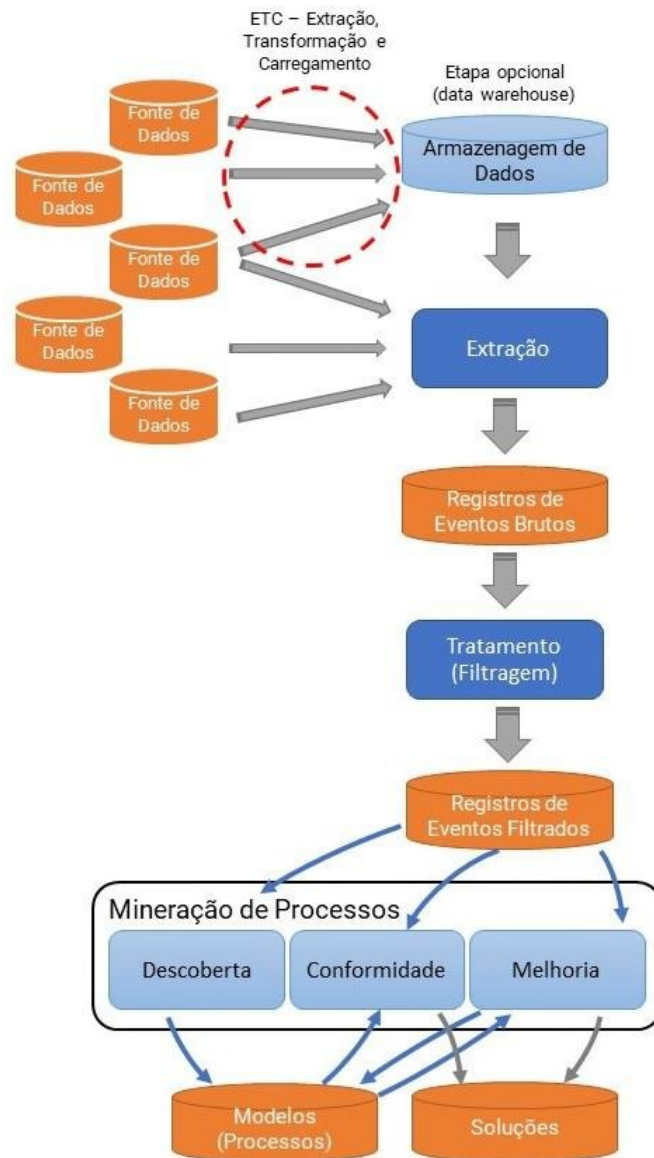 ETC – Extração,
Transformação e
Carregamento
Etapa opcional
(data warehouse)
Fonte de
Dados
Armazenagem de
Dados
Fonte de
Dados
Fonte de
Dados
Fonte de
Dados
Extração
Fonte de
Dados
Registros de
Eventos Brutos
Tratamento
(Filtragem)
Registros de
Eventos Filtrados
Mineração de Processos
Descoberta
Conformidade
Melhoria
Modelos
(Processos)
Soluções